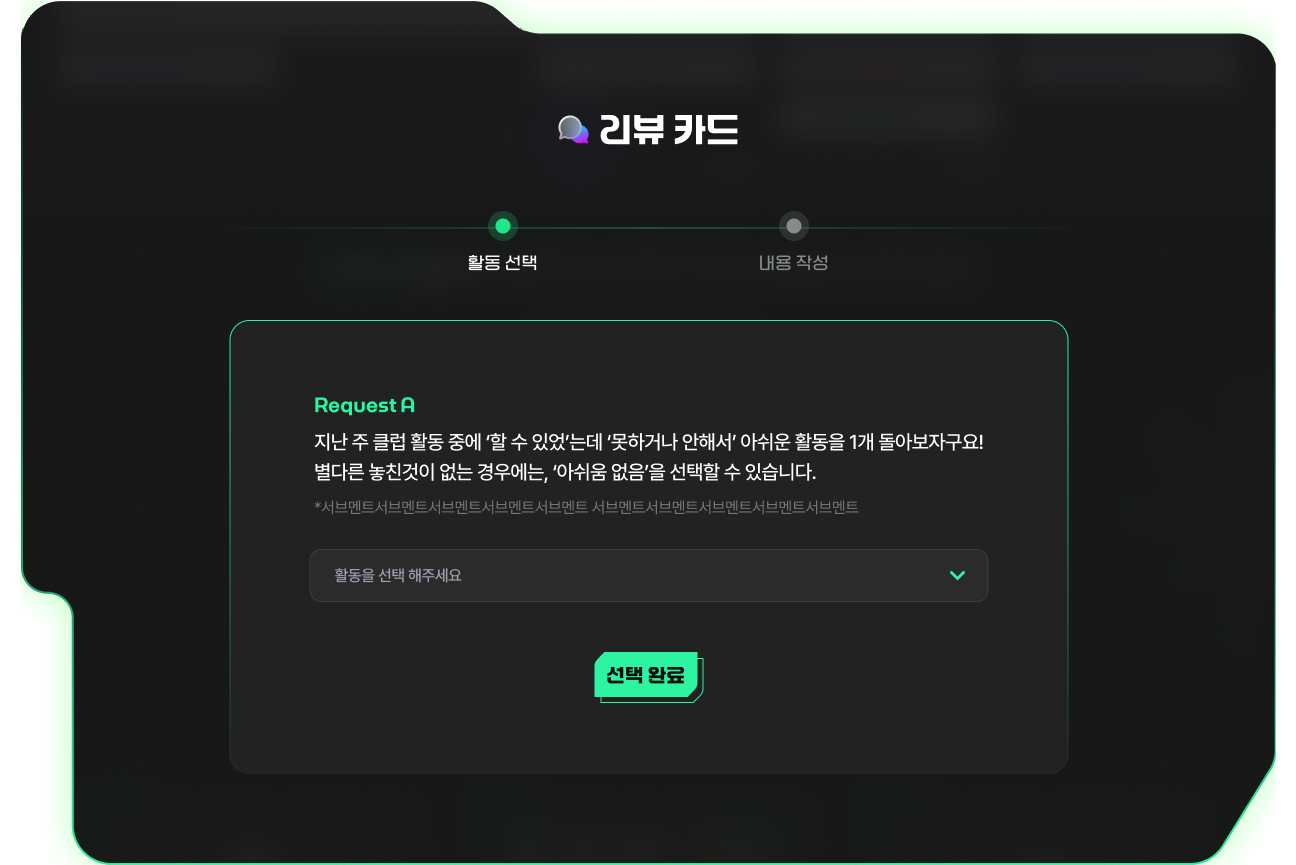 리뷰 카드
활동 선택
내용 작성
Request A
지난 주 클럽 활동 중에 ‘할 수 있었’는데 ‘못하거나 안해서’ 아쉬운 활동을 1개 돌아보자구요!
별다른 놓친것이 없는 경우에는, ‘아쉬움 없음’을 선택할 수 있습니다.
*서브멘트서브멘트서브멘트서브멘트서브멘트 서브멘트서브멘트서브멘트서브멘트서브멘트
활동을 선택 해주세요
선택 완료